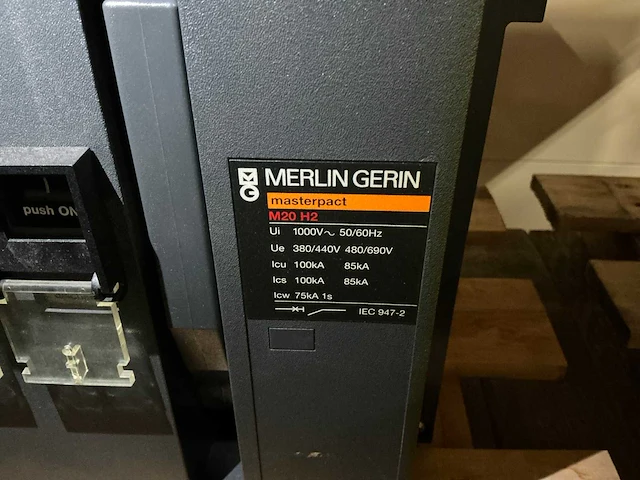 MG MERLIN GERIN
masterpact
M20 H2
Ui 1000V~ 50/60Hz
Ue 380/440V 480/690V
Icu 100kA 85kA
Ics 100kA 85kA
Icw 75kA 1s
IEC 947-2
push ON